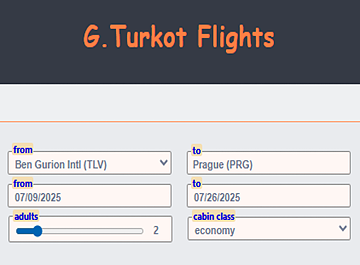 G.Turkot Flights
from
to
Ben Gurion Intl (TLV)
Prague (PRG)
from
to
07/09/2025
07/26/2025
adults
cabin class
2
economy